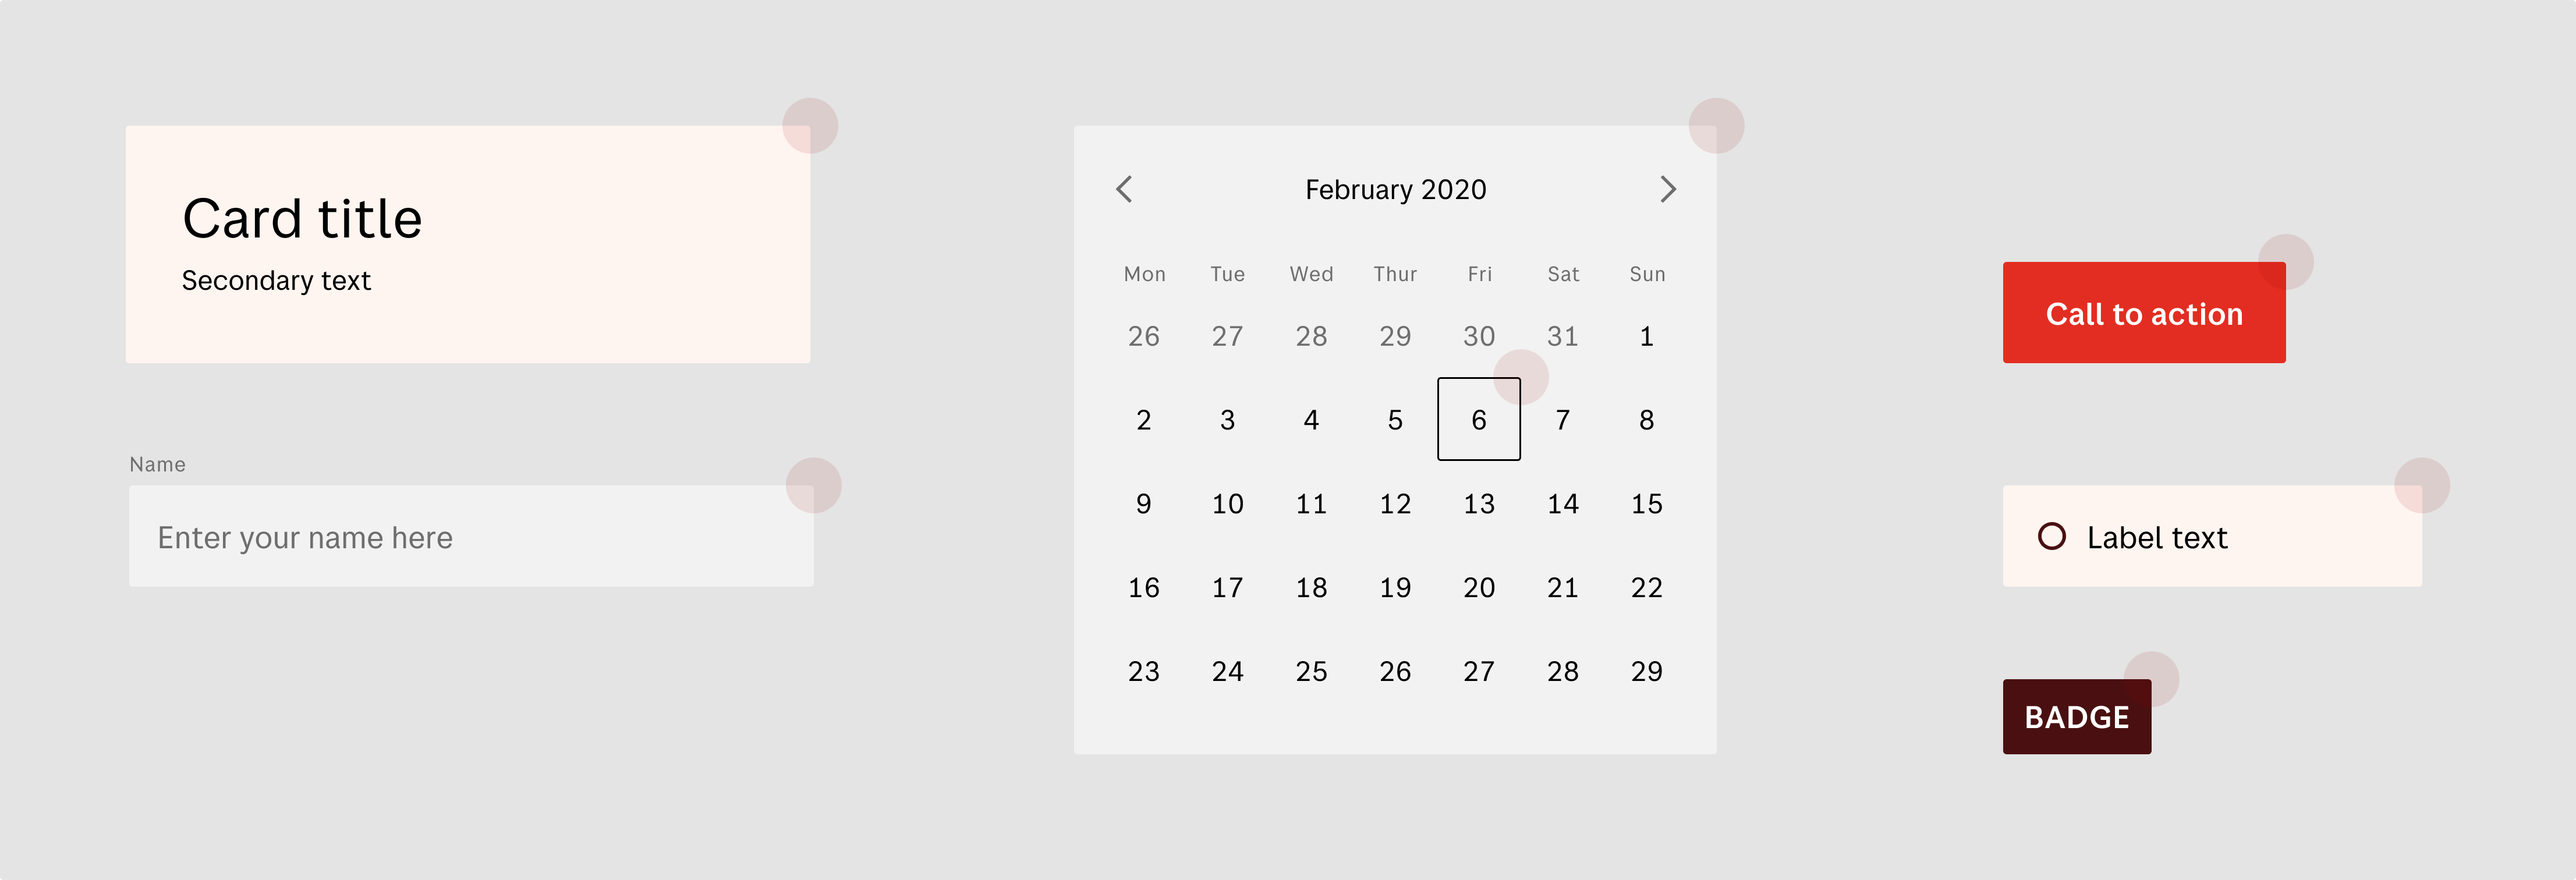 Card title
Secondary text
Name
Enter your name here
February 2020
Mon Tue Wed Thur Fri Sat Sun
26 27 28 29 30 31 1
2 3 4 5 6 7 8
9 10 11 12 13 14 15
16 17 18 19 20 21 22
23 24 25 26 27 28 29
Call to action
Label text
BADGE